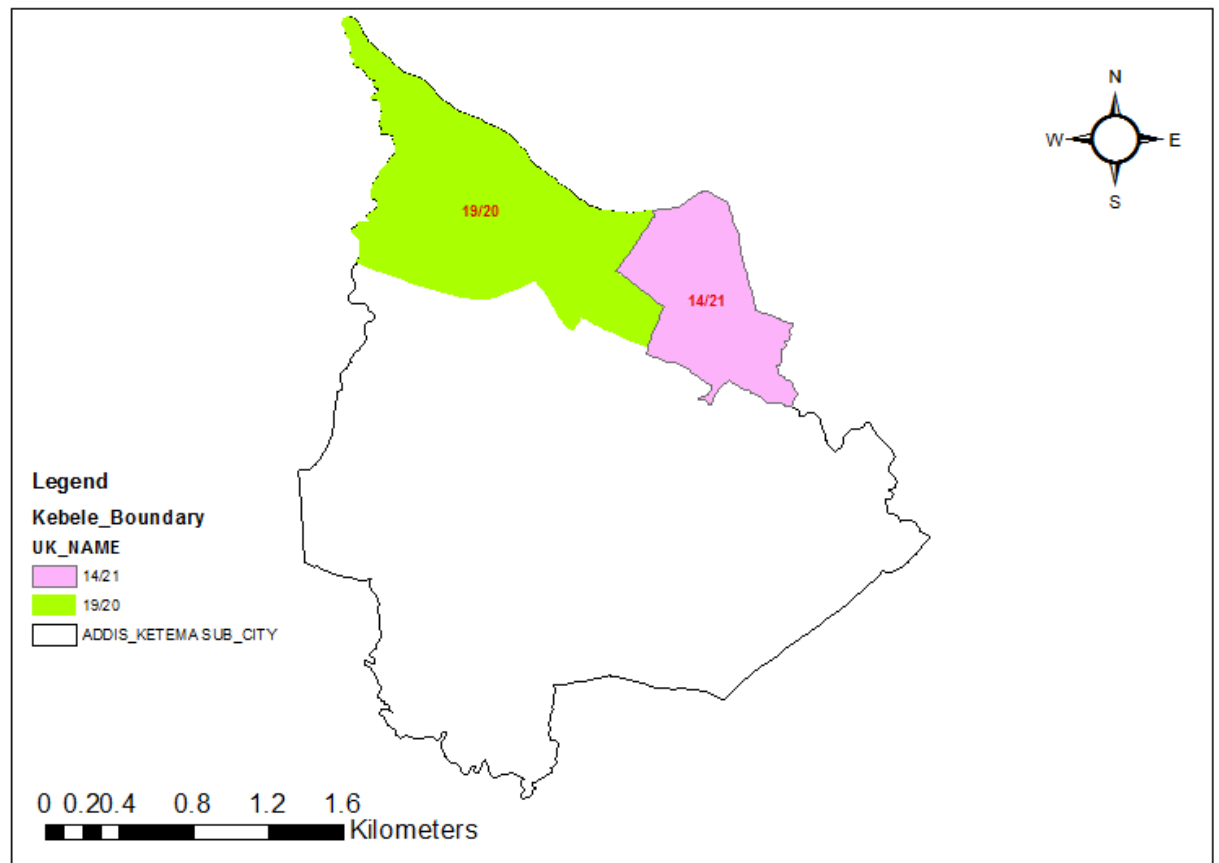 N
W E
S
19/20
14/21
Legend
Kebele_Boundary
UK_NAME
14/21
19/20
ADDIS_KETEMA SUB_CITY
0 0.20.4 0.8 1.2 1.6
Kilometers